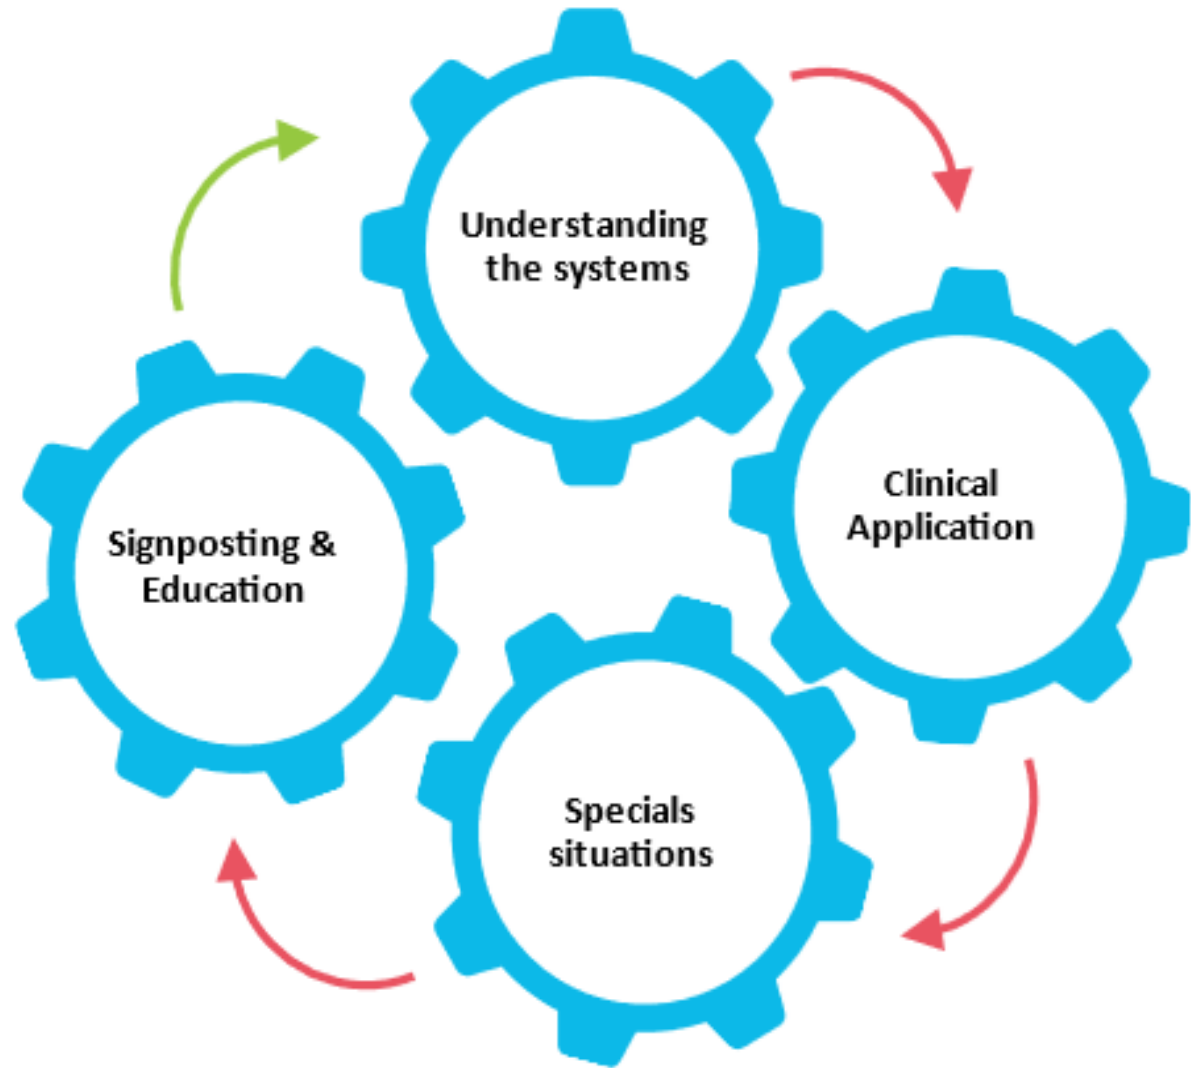 Understanding
the systems
Clinical
Application
Specials
situations
Signposting &
Education